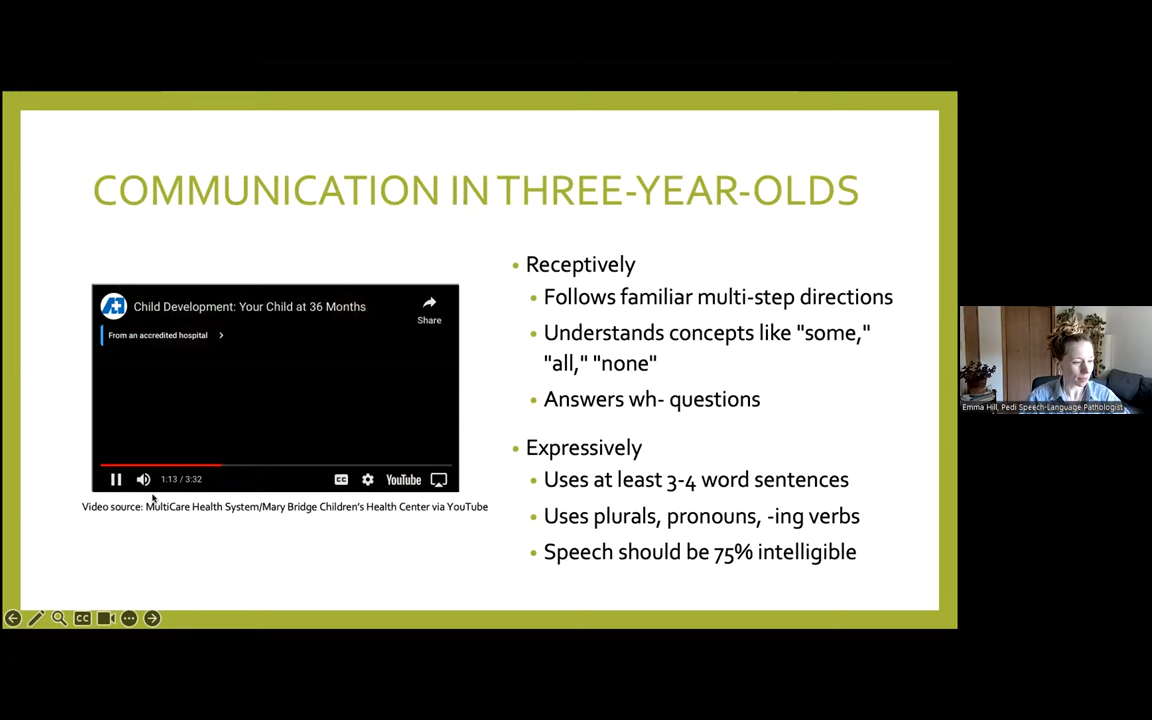 COMMUNICATION IN THREE-YEAR-OLDS
Child Development: Your Child at 36 Months
Share
From an accredited hospital
1:13 / 3:32
CC
YouTube
Video source: MultiCare Health System/Mary Bridge Children's Health Center via YouTube
• Receptively
• Follows familiar multi-step directions
• Understands concepts like "some,"
"all," "none"
• Answers wh- questions
• Expressively
• Uses at least 3-4 word sentences
• Uses plurals, pronouns, -ing verbs
• Speech should be 75% intelligible
Emma Hill, Pedi Speech-Language Pathologist
CC